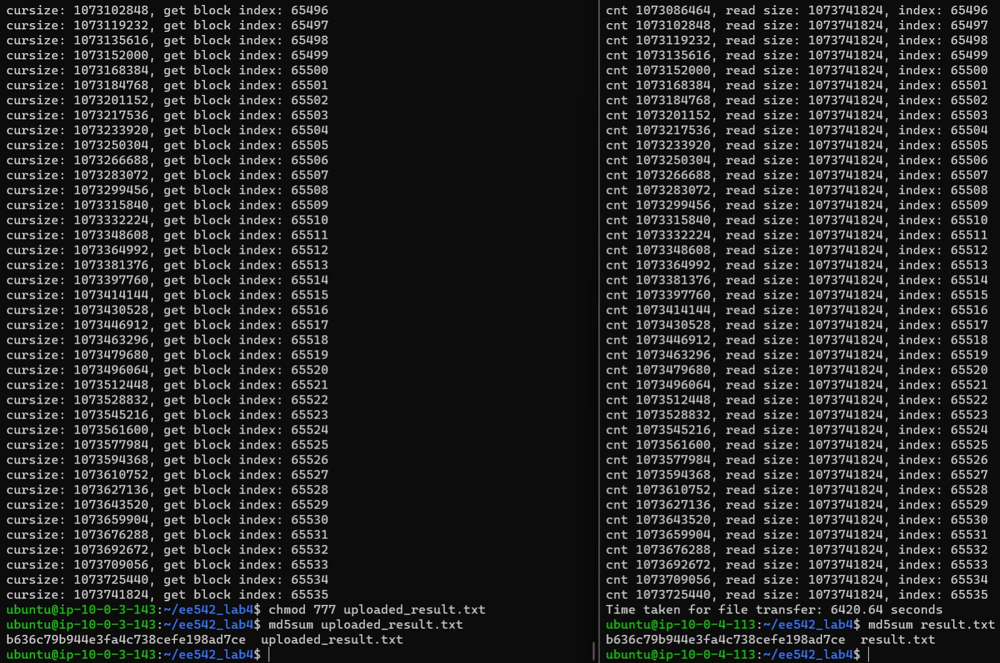 cursize: 1073102848, get block index: 65496
cursize: 1073119232, get block index: 65497
cursize: 1073135616, get block index: 65498
cursize: 1073152000, get block index: 65499
cursize: 1073168384, get block index: 65500
cursize: 1073184768, get block index: 65501
cursize: 1073201152, get block index: 65502
cursize: 1073217536, get block index: 65503
cursize: 1073233920, get block index: 65504
cursize: 1073250304, get block index: 65505
cursize: 1073266688, get block index: 65506
cursize: 1073283072, get block index: 65507
cursize: 1073299456, get block index: 65508
cursize: 1073315840, get block index: 65509
cursize: 1073332224, get block index: 65510
cursize: 1073348608, get block index: 65511
cursize: 1073364992, get block index: 65512
cursize: 1073381376, get block index: 65513
cursize: 1073397760, get block index: 65514
cursize: 1073414144, get block index: 65515
cursize: 1073430528, get block index: 65516
cursize: 1073446912, get block index: 65517
cursize: 1073463296, get block index: 65518
cursize: 1073479680, get block index: 65519
cursize: 1073496064, get block index: 65520
cursize: 1073512448, get block index: 65521
cursize: 1073528832, get block index: 65522
cursize: 1073545216, get block index: 65523
cursize: 1073561600, get block index: 65524
cursize: 1073577984, get block index: 65525
cursize: 1073594368, get block index: 65526
cursize: 1073610752, get block index: 65527
cursize: 1073627136, get block index: 65528
cursize: 1073643520, get block index: 65529
cursize: 1073659904, get block index: 65530
cursize: 1073676288, get block index: 65531
cursize: 1073692672, get block index: 65532
cursize: 1073709056, get block index: 65533
cursize: 1073725440, get block index: 65534
cursize: 1073741824, get block index: 65535
ubuntu@ip-10-0-3-143:~/ee542_lab4$ chmod 777 uploaded_result.txt
ubuntu@ip-10-0-3-143:~/ee542_lab4$ md5sum uploaded_result.txt
b636c79b944e3fa4c738cefe198ad7ce  uploaded_result.txt
ubuntu@ip-10-0-3-143:~/ee542_lab4$
cnt 1073086464, read size: 1073741824, index: 65496
cnt 1073102848, read size: 1073741824, index: 65497
cnt 1073119232, read size: 1073741824, index: 65498
cnt 1073135616, read size: 1073741824, index: 65499
cnt 1073152000, read size: 1073741824, index: 65500
cnt 1073168384, read size: 1073741824, index: 65501
cnt 1073184768, read size: 1073741824, index: 65502
cnt 1073201152, read size: 1073741824, index: 65503
cnt 1073217536, read size: 1073741824, index: 65504
cnt 1073233920, read size: 1073741824, index: 65505
cnt 1073250304, read size: 1073741824, index: 65506
cnt 1073266688, read size: 1073741824, index: 65507
cnt 1073283072, read size: 1073741824, index: 65508
cnt 1073299456, read size: 1073741824, index: 65509
cnt 1073315840, read size: 1073741824, index: 65510
cnt 1073332224, read size: 1073741824, index: 65511
cnt 1073348608, read size: 1073741824, index: 65512
cnt 1073364992, read size: 1073741824, index: 65513
cnt 1073381376, read size: 1073741824, index: 65514
cnt 1073397760, read size: 1073741824, index: 65515
cnt 1073414144, read size: 1073741824, index: 65516
cnt 1073430528, read size: 1073741824, index: 65517
cnt 1073446912, read size: 1073741824, index: 65518
cnt 1073463296, read size: 1073741824, index: 65519
cnt 1073479680, read size: 1073741824, index: 65520
cnt 1073496064, read size: 1073741824, index: 65521
cnt 1073512448, read size: 1073741824, index: 65522
cnt 1073528832, read size: 1073741824, index: 65523
cnt 1073545216, read size: 1073741824, index: 65524
cnt 1073561600, read size: 1073741824, index: 65525
cnt 1073577984, read size: 1073741824, index: 65526
cnt 1073594368, read size: 1073741824, index: 65527
cnt 1073610752, read size: 1073741824, index: 65528
cnt 1073627136, read size: 1073741824, index: 65529
cnt 1073643520, read size: 1073741824, index: 65530
cnt 1073659904, read size: 1073741824, index: 65531
cnt 1073676288, read size: 1073741824, index: 65532
cnt 1073692672, read size: 1073741824, index: 65533
cnt 1073709056, read size: 1073741824, index: 65534
cnt 1073725440, read size: 1073741824, index: 65535
Time taken for file transfer: 6420.64 seconds
ubuntu@ip-10-0-4-113:~/ee542_lab4$ md5sum result.txt
b636c79b944e3fa4c738cefe198ad7ce  result.txt
ubuntu@ip-10-0-4-113:~/ee542_lab4$